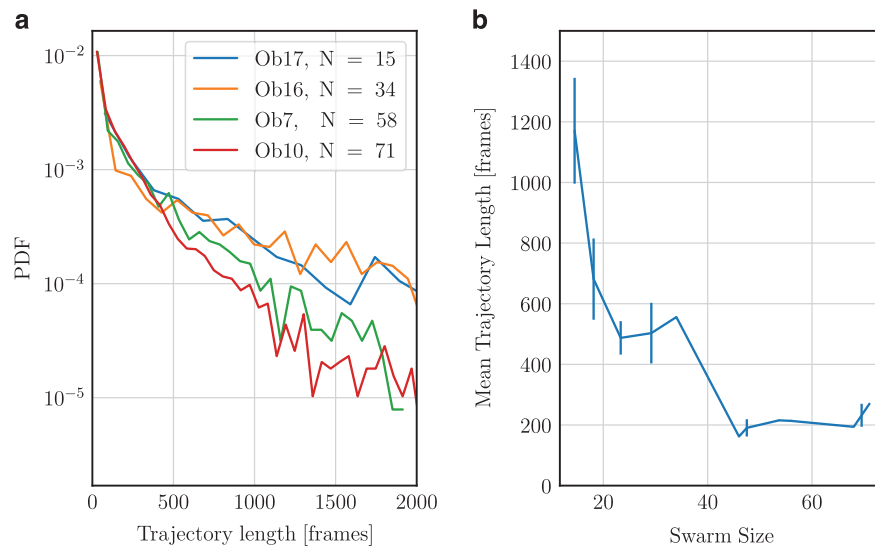 a
10⁻²
10⁻³
10⁻⁴
10⁻⁵
PDF
0 500 1000 1500 2000
Trajectory length [frames]
Ob17, N = 15
Ob16, N = 34
Ob7, N = 58
Ob10, N = 71
b
1400
1200
1000
800
600
400
200
0
Mean Trajectory Length [frames]
20 40 60
Swarm Size